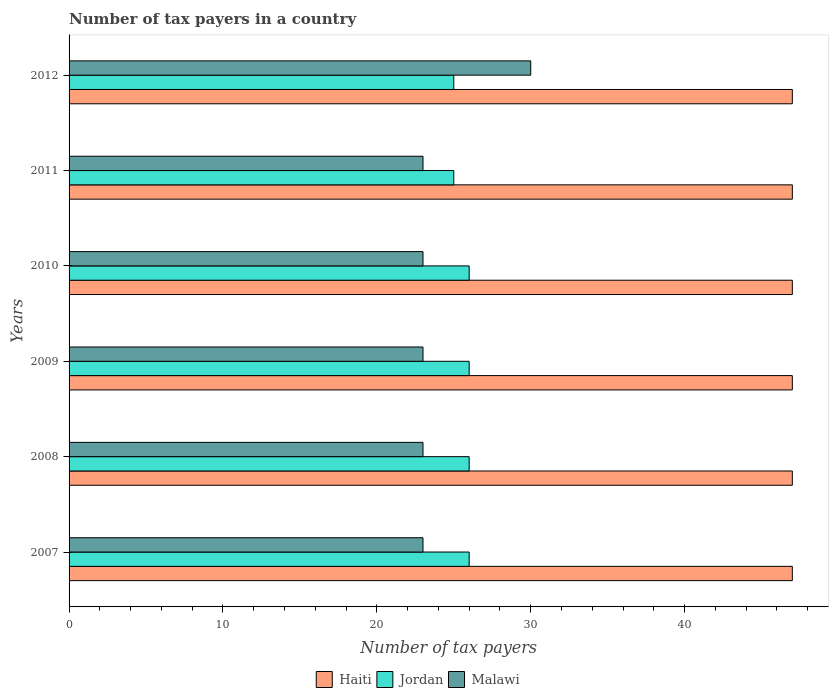 Number of tax payers in a country
2012
2011
2010
2009
2008
2007
Years
0 10 20 30 40
Number of tax payers
Haiti Jordan Malawi